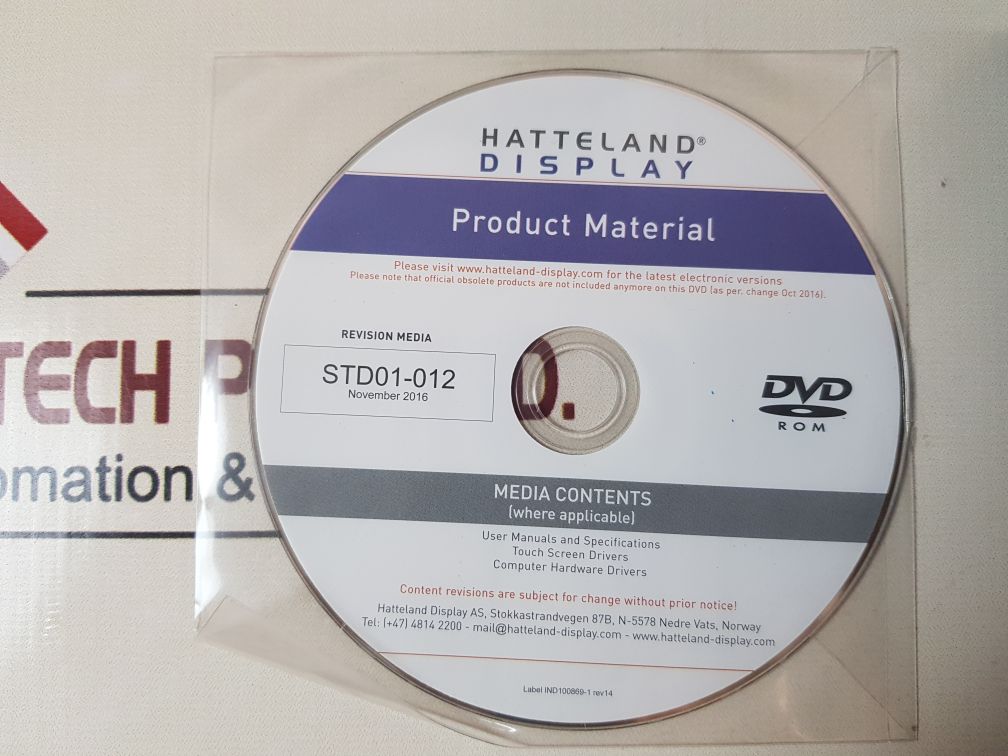 HATTELAND®
DISPLAY
Product Material
Please visit www.hatteland-display.com for the latest electronic versions
Please note that official obsolete products are not included anymore on this DVD (as per. change Oct 2016).
REVISION MEDIA
STD01-012
November 2016
DVD
ROM
TECH P D.
omation &
MEDIA CONTENTS
(where applicable)
User Manuals and Specifications
Touch Screen Drivers
Computer Hardware Drivers
Content revisions are subject for change without prior notice!
Hatteland Display AS, Stokkastrandvegen 87B, N-5578 Nedre Vats, Norway
Tel: (+47) 4814 2200 - mail@hatteland-display.com - www.hatteland-display.com
Label IND100869-1 rev14